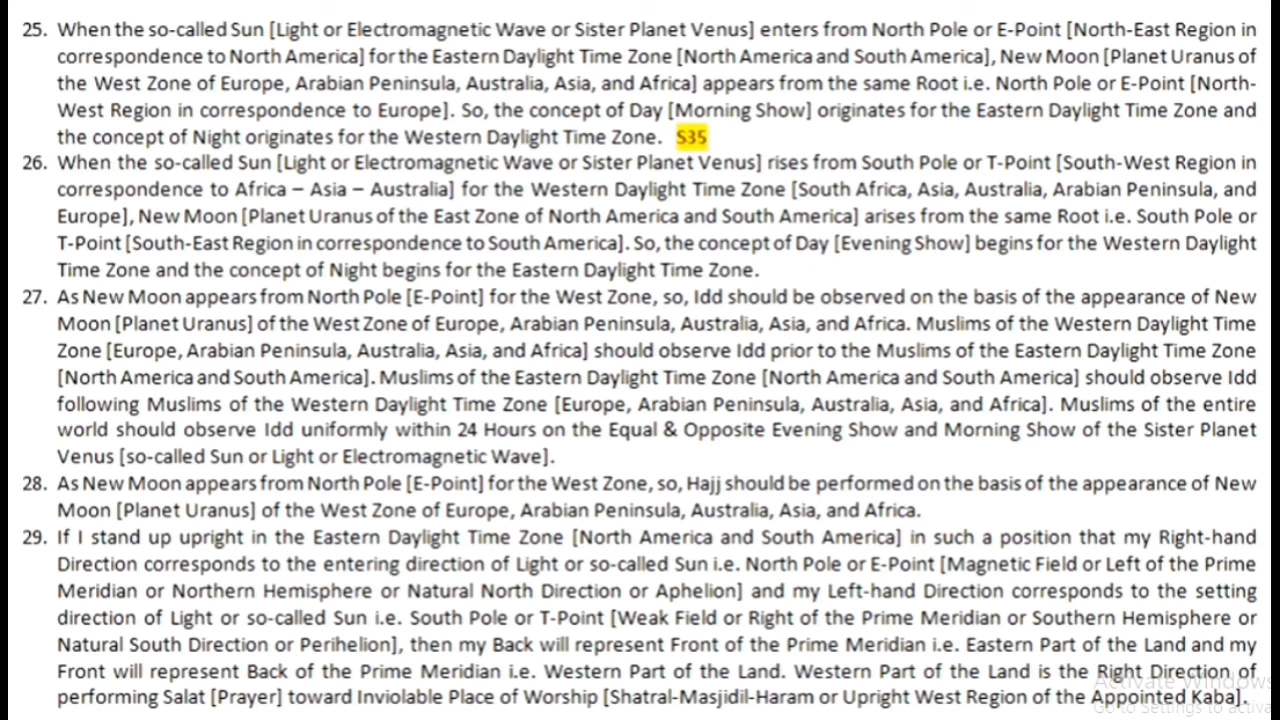 25. When the so-called Sun [Light or Electromagnetic Wave or Sister Planet Venus] enters from North Pole or E-Point [North-East Region in
correspondence to North America] for the Eastern Daylight Time Zone [North America and South America], New Moon [Planet Uranus of
the West Zone of Europe, Arabian Peninsula, Australia, Asia, and Africa] appears from the same Root i.e. North Pole or E-Point [North-
West Region in correspondence to Europe]. So, the concept of Day [Morning Show] originates for the Eastern Daylight Time Zone and
the concept of Night originates for the Western Daylight Time Zone. S35
26. When the so-called Sun [Light or Electromagnetic Wave or Sister Planet Venus] rises from South Pole or T-Point [South-West Region in
correspondence to Africa – Asia – Australia] for the Western Daylight Time Zone [South Africa, Asia, Australia, Arabian Peninsula, and
Europe], New Moon [Planet Uranus of the East Zone of North America and South America] arises from the same Root i.e. South Pole or
T-Point [South-East Region in correspondence to South America]. So, the concept of Day [Evening Show] begins for the Western Daylight
Time Zone and the concept of Night begins for the Eastern Daylight Time Zone.
27. As New Moon appears from North Pole [E-Point] for the West Zone, so, Idd should be observed on the basis of the appearance of New
Moon [Planet Uranus] of the West Zone of Europe, Arabian Peninsula, Australia, Asia, and Africa. Muslims of the Western Daylight Time
Zone [Europe, Arabian Peninsula, Australia, Asia, and Africa] should observe Idd prior to the Muslims of the Eastern Daylight Time Zone
[North America and South America]. Muslims of the Eastern Daylight Time Zone [North America and South America] should observe Idd
following Muslims of the Western Daylight Time Zone [Europe, Arabian Peninsula, Australia, Asia, and Africa]. Muslims of the entire
world should observe Idd uniformly within 24 Hours on the Equal & Opposite Evening Show and Morning Show of the Sister Planet
Venus [so-called Sun or Light or Electromagnetic Wave].
28. As New Moon appears from North Pole [E-Point] for the West Zone, so, Hajj should be performed on the basis of the appearance of New
Moon [Planet Uranus] of the West Zone of Europe, Arabian Peninsula, Australia, Asia, and Africa.
29. If I stand up upright in the Eastern Daylight Time Zone [North America and South America] in such a position that my Right-hand
Direction corresponds to the entering direction of Light or so-called Sun i.e. North Pole or E-Point [Magnetic Field or Left of the Prime
Meridian or Northern Hemisphere or Natural North Direction or Aphelion] and my Left-hand Direction corresponds to the setting
direction of Light or so-called Sun i.e. South Pole or T-Point [Weak Field or Right of the Prime Meridian or Southern Hemisphere or
Natural South Direction or Perihelion], then my Back will represent Front of the Prime Meridian i.e. Eastern Part of the Land and my
Front will represent Back of the Prime Meridian i.e. Western Part of the Land. Western Part of the Land is the Right Direction of
performing Salat [Prayer] toward Inviolable Place of Worship [Shatral-Masjidil-Haram or Upright West Region of the Appointed Kaba].
Activate Windows
Go to Settings to activa